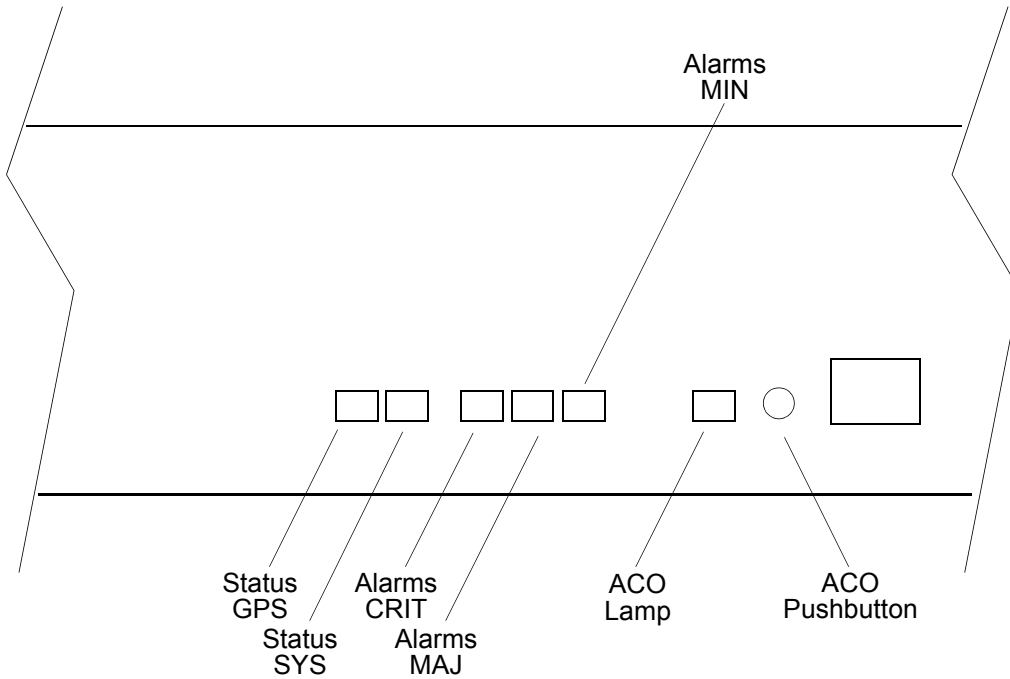 Alarms
MIN
Status
GPS
Status
SYS
Alarms
CRIT
Alarms
MAJ
ACO
Lamp
ACO
Pushbutton